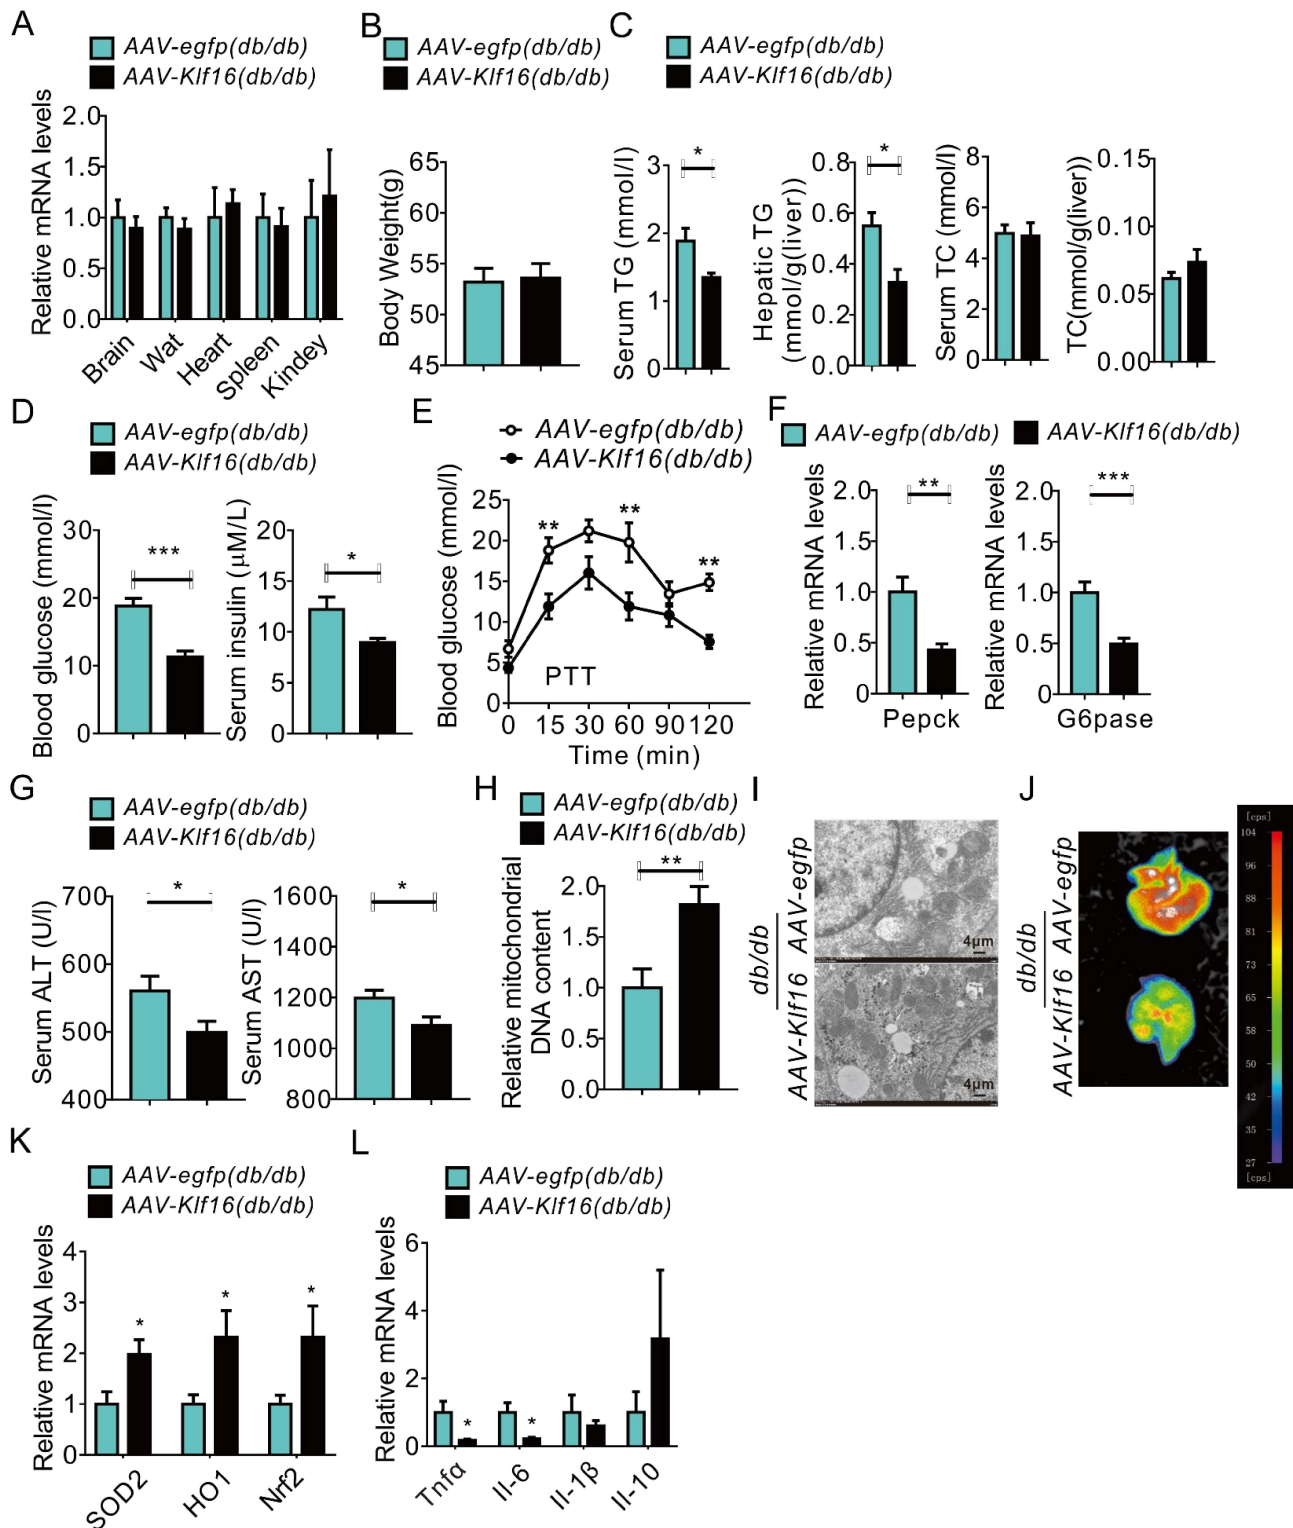 A
AAV-egfp(db/db)
AAV-Klf16(db/db)
Relative mRNA levels
2.0
1.5
1.0
0.5
0.0
Brain
Wat
Heart
Spleen
Kindey
B
AAV-egfp(db/db)
AAV-Klf16(db/db)
Body Weight(g)
65
60
55
50
45
C
AAV-egfp(db/db)
AAV-Klf16(db/db)
Serum TG (mmol/l)
3
2
1
0
*
Hepatic TG
(mmol/g(liver))
0.8
0.6
0.4
0.2
0.0
*
Serum TC (mmol/l)
8
6
4
2
0
TC(mmol/g(liver)
0.15
0.10
0.05
0.00
D
AAV-egfp(db/db)
AAV-Klf16(db/db)
Blood glucose (mmol/l)
30
20
10
0
***
Serum insulin (μM/L)
20
15
10
5
0
*
E
AAV-egfp(db/db)
AAV-Klf16(db/db)
Blood glucose (mmol/l)
25
20
15
10
5
0
**
**
**
PTT
0 15 30 60 90 120
Time (min)
F
AAV-egfp(db/db) AAV-Klf16(db/db)
Relative mRNA levels
2.0
1.5
1.0
0.5
0
**
Pepck
Relative mRNA levels
2.0
1.5
1.0
0.5
0
***
G6pase
G
AAV-egfp(db/db)
AAV-Klf16(db/db)
Serum ALT (U/l)
700
600
500
400
*
Serum AST (U/l)
1600
1400
1200
1000
800
*
H
AAV-egfp(db/db)
AAV-Klf16(db/db)
Relative mitochondrial
DNA content
2.0
1.5
1.0
0.5
0.0
**
I
db/db
AAV-egfp
AAV-Klf16
4μm
4μm
J
db/db
AAV-egfp
AAV-Klf16
[cps]
104
96
88
81
73
65
58
50
42
35
27
[cps]
K
AAV-egfp(db/db)
AAV-Klf16(db/db)
Relative mRNA levels
4
3
2
1
0
*
*
*
SOD2
HO1
Nrf2
L
AAV-egfp(db/db)
AAV-Klf16(db/db)
Relative mRNA levels
6
4
2
0
*
*
Tnfα
Il-6
Il-1β
Il-10